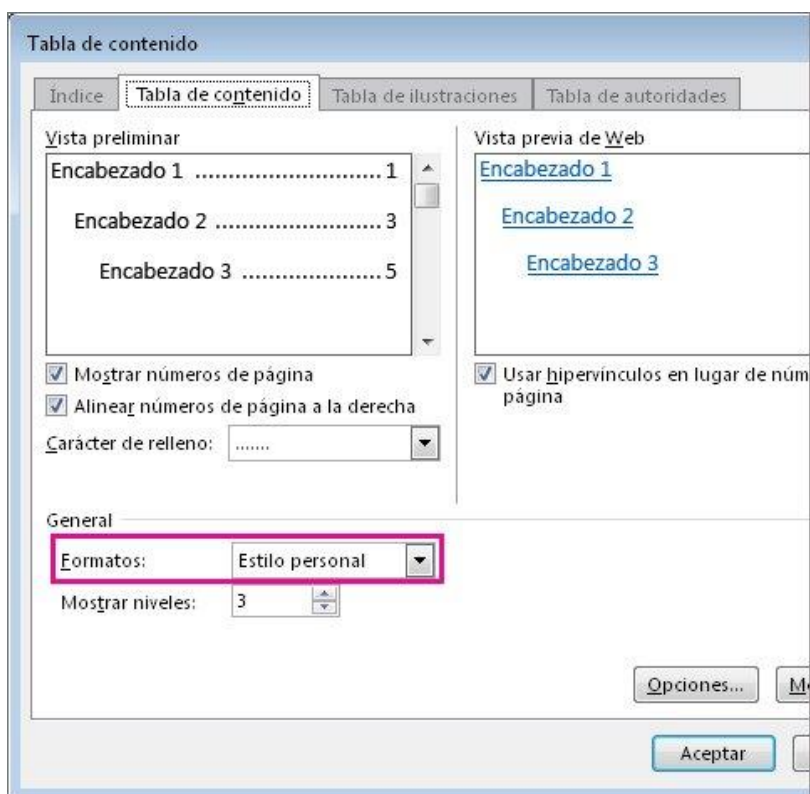 Tabla de contenido
Índice
Tabla de contenido
Tabla de ilustraciones
Tabla de autoridades
Vista preliminar
Encabezado 1 ............................ 1
Encabezado 2 ......................... 3
Encabezado 3 ..................... 5
Mostrar números de página
Alinear números de página a la derecha
Carácter de relleno: .......
Vista previa de Web
Encabezado 1
Encabezado 2
Encabezado 3
Usar hipervínculos en lugar de núm
página
General
Formatos: Estilo personal
Mostrar niveles: 3
Opciones...
M
Aceptar